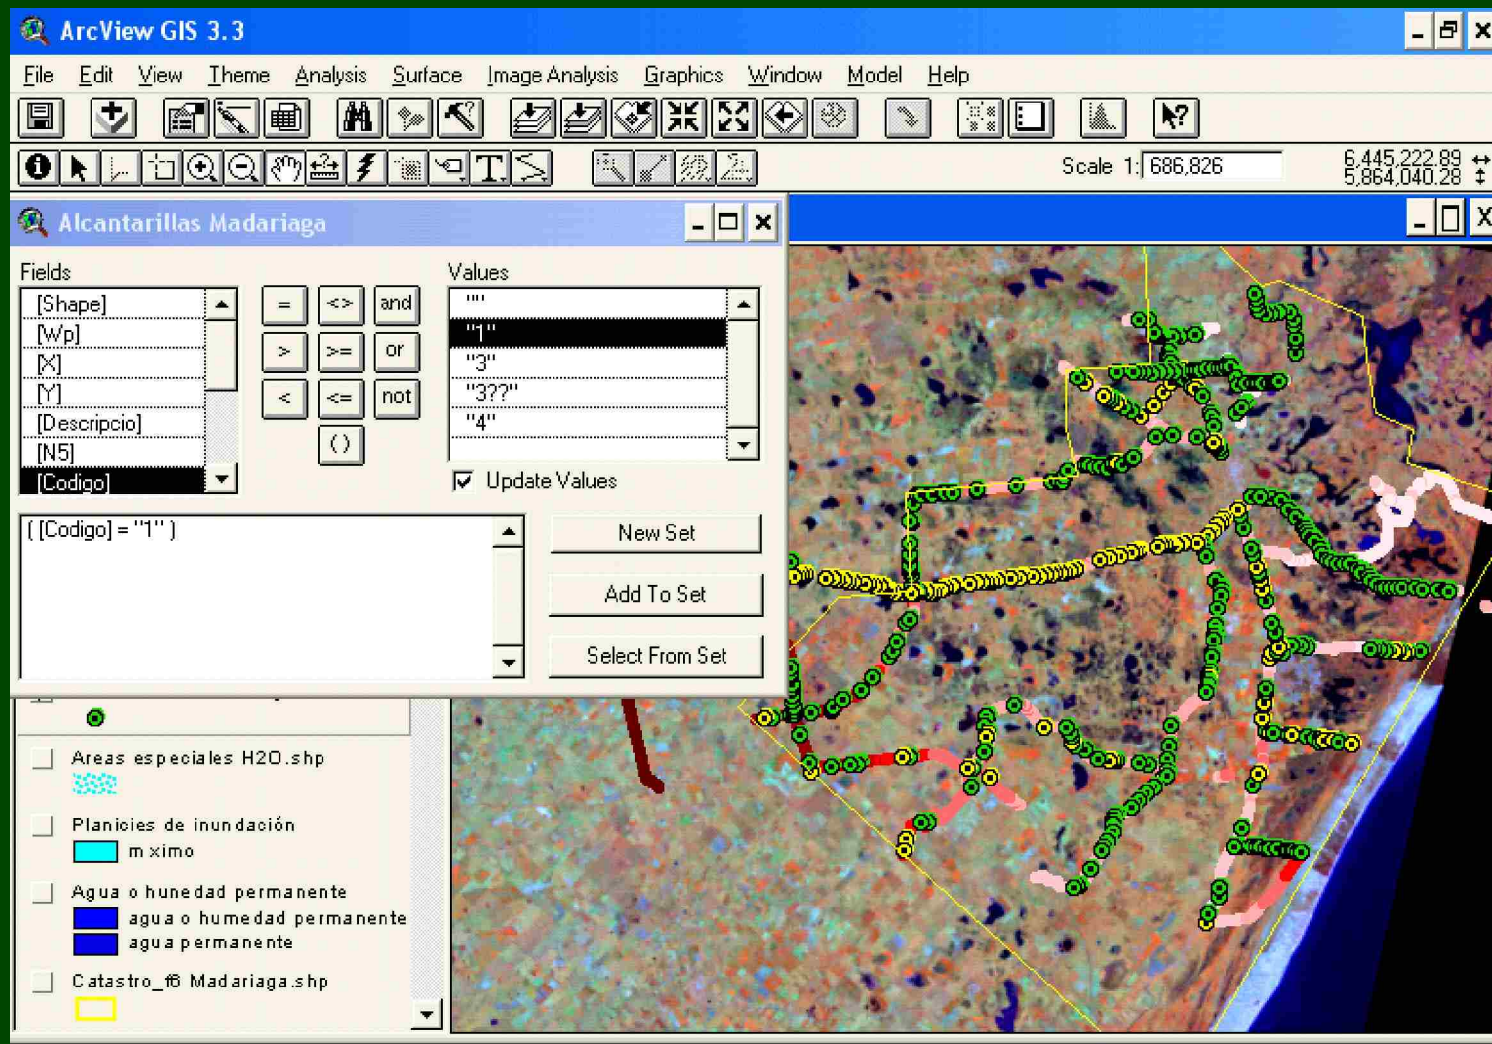 ArcView GIS 3.3
File Edit View Theme Analysis Surface Image Analysis Graphics Window Model Help
Scale 1: 686,826
6,445,222.89
5,864,040.28
Alcantarillas Madariaga
Fields
Values
[Shape]
[Wp]
[X]
[Y]
[Descripcio]
[N5]
[Codigo]
= <> and
> >= or
< <= not
( )
""
"1"
"3"
"3??"
"4"
Update Values
( [Codigo] = "1" )
New Set
Add To Set
Select From Set
Areas especiales H2O.shp
Planicies de inundación
m ximo
Agua o hunedad permanente
agua o humedad permanente
agua permanente
Catastro_f6 Madariaga.shp